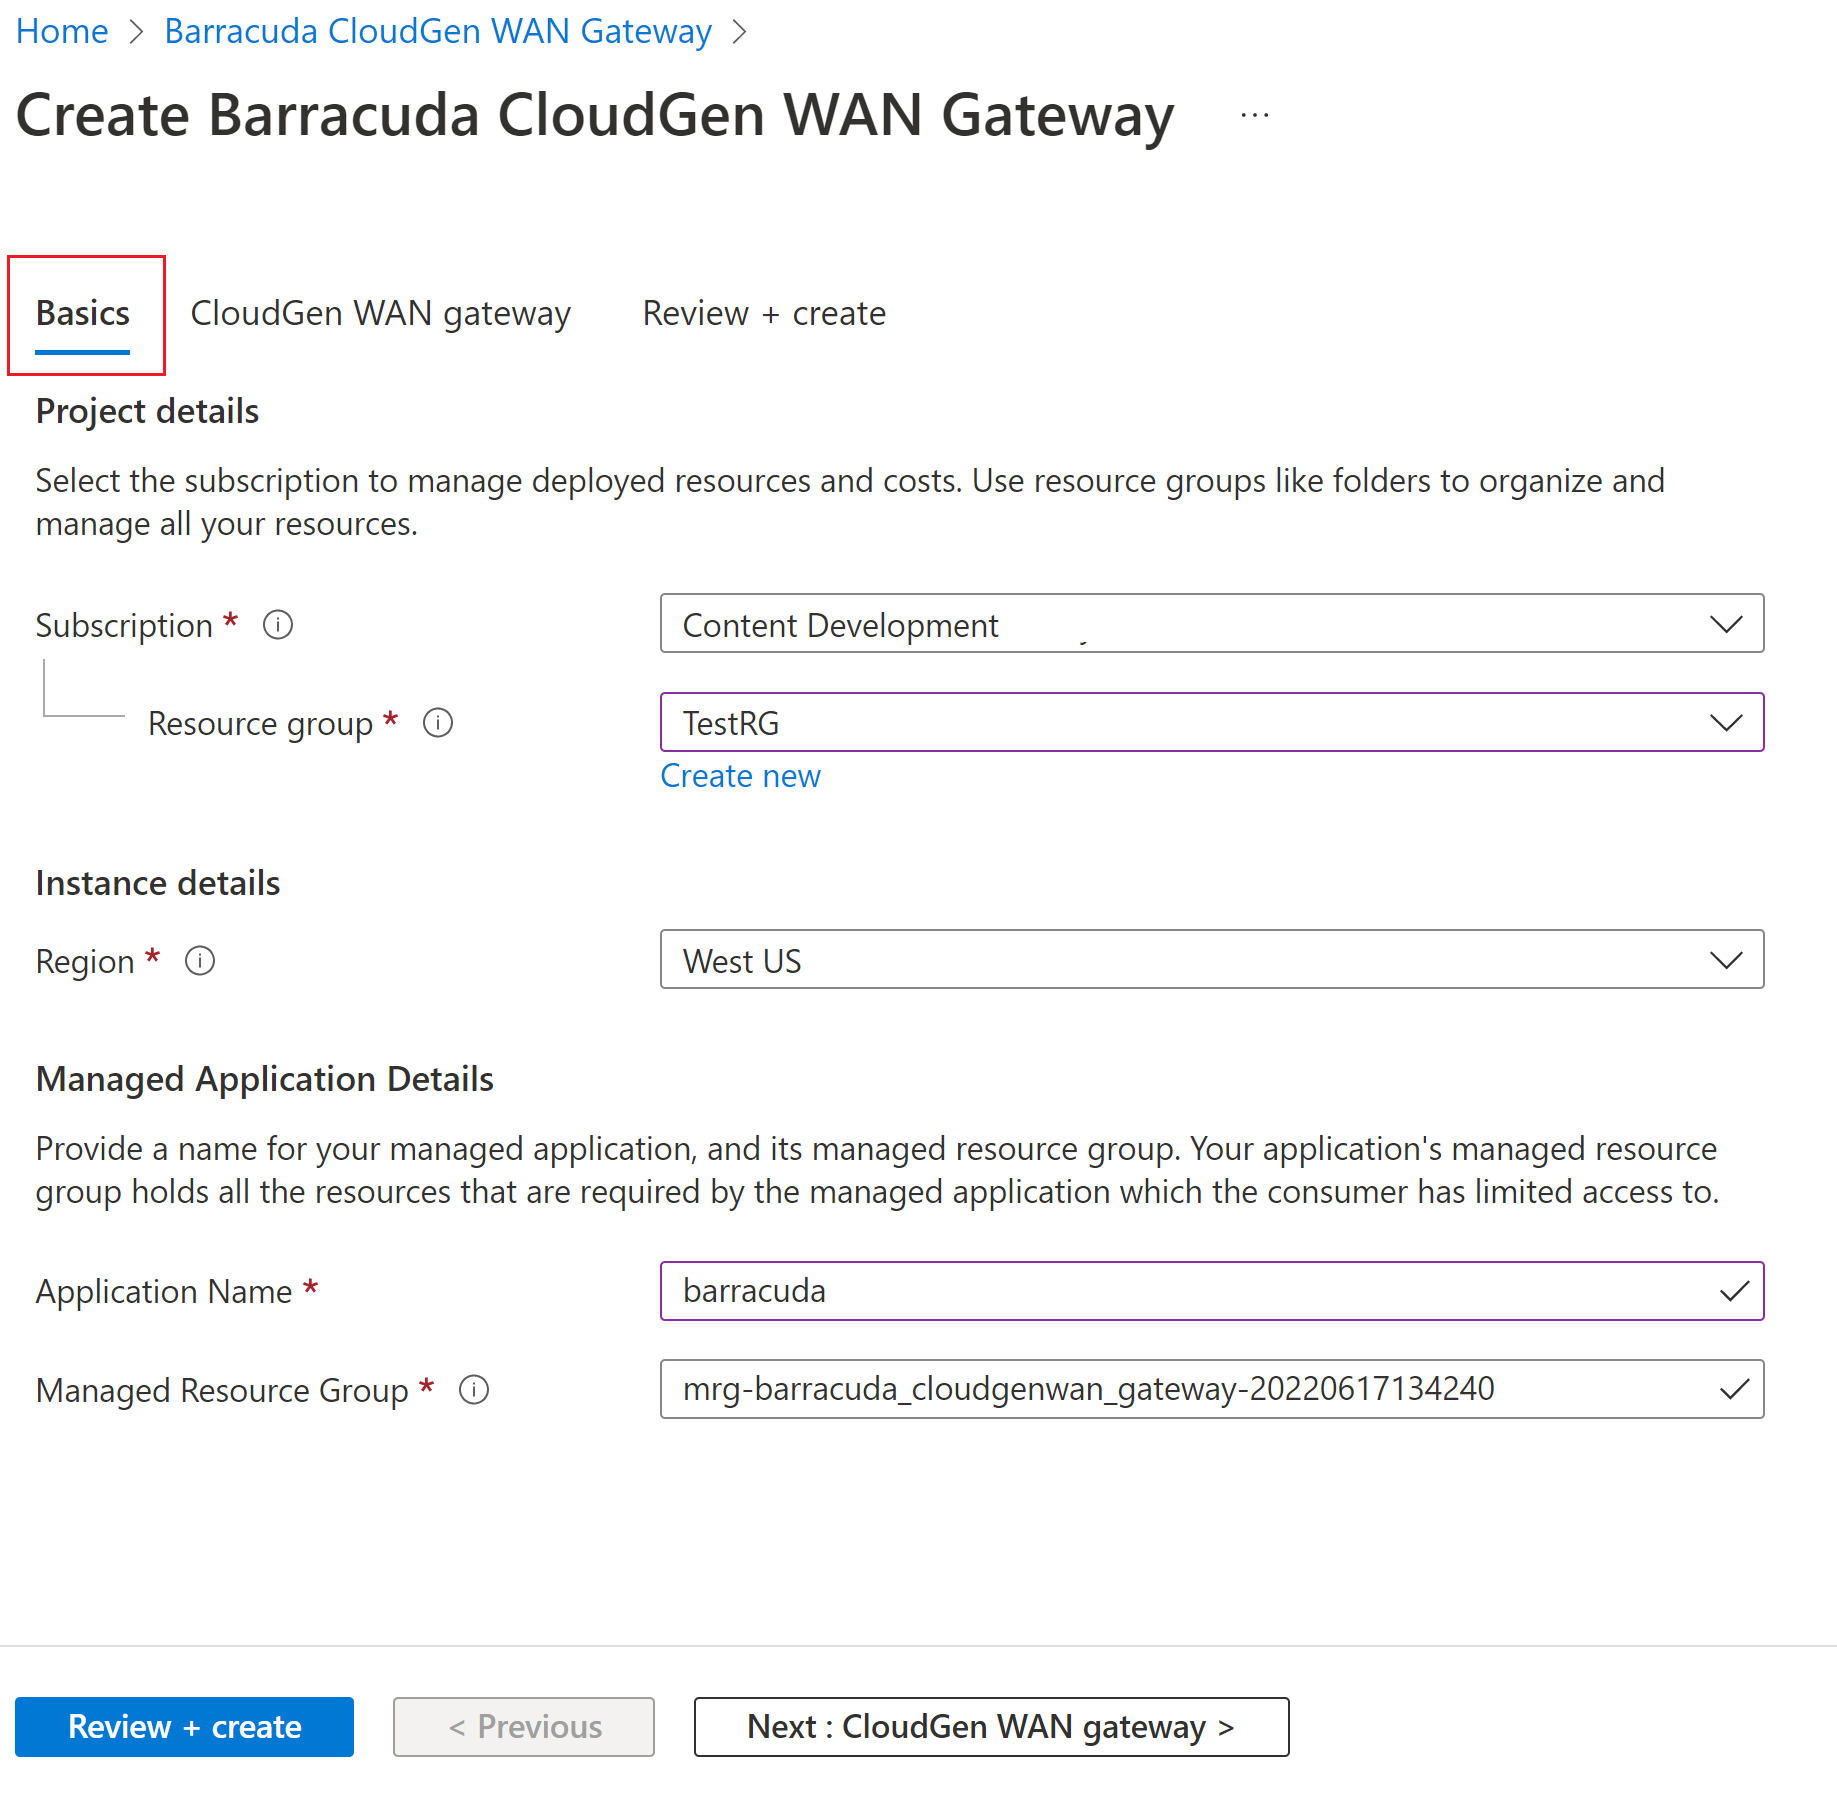 Home > Barracuda CloudGen WAN Gateway >
Create Barracuda CloudGen WAN Gateway ...
Basics CloudGen WAN gateway Review + create
Project details
Select the subscription to manage deployed resources and costs. Use resource groups like folders to organize and
manage all your resources.
Subscription * Content Development
Resource group * TestRG
Create new
Instance details
Region * West US
Managed Application Details
Provide a name for your managed application, and its managed resource group. Your application's managed resource
group holds all the resources that are required by the managed application which the consumer has limited access to.
Application Name * barracuda
Managed Resource Group * mrg-barracuda_cloudgenwan_gateway-20220617134240
Review + create < Previous Next : CloudGen WAN gateway >